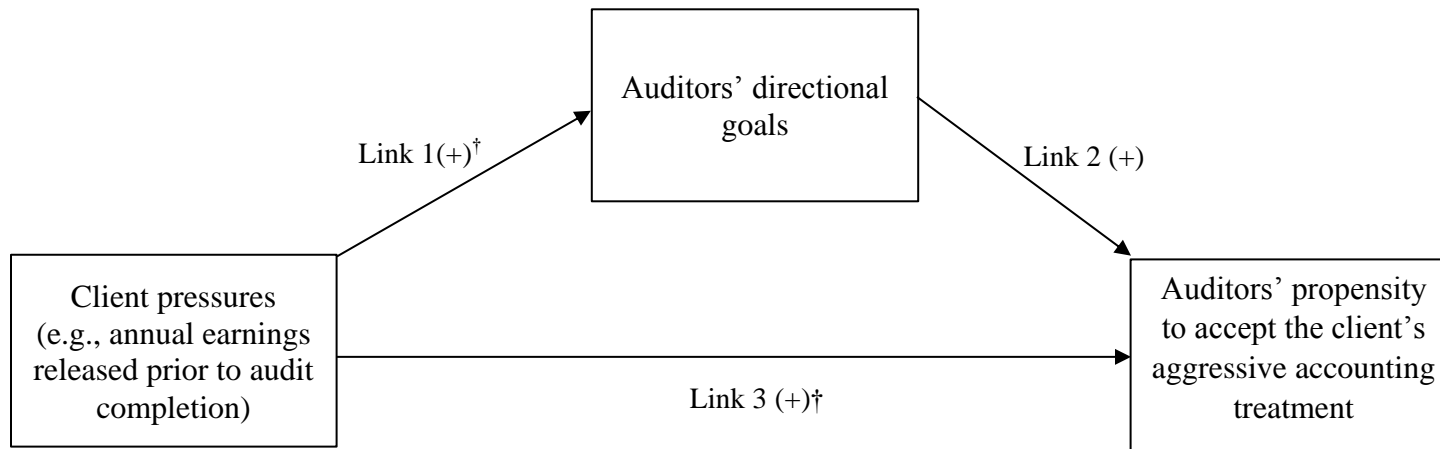 Auditors’ directional
goals
Link 1(+)†
Link 2 (+)
Client pressures
(e.g., annual earnings
released prior to audit
completion)
Link 3 (+)†
Auditors’ propensity
to accept the client’s
aggressive accounting
treatment